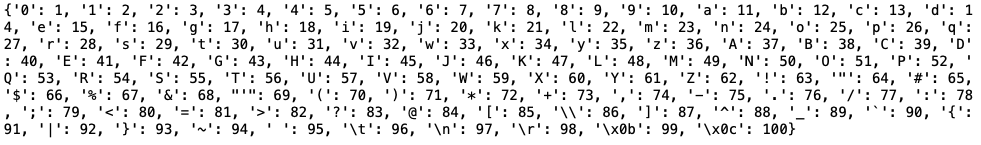 {'0': 1, '1': 2, '2': 3, '3': 4, '4': 5, '5': 6, '6': 7, '7': 8, '8': 9, '9': 10, 'a': 11, 'b': 12, 'c': 13, 'd': 1
4, 'e': 15, 'f': 16, 'g': 17, 'h': 18, 'i': 19, 'j': 20, 'k': 21, 'l': 22, 'm': 23, 'n': 24, 'o': 25, 'p': 26, 'q':
27, 'r': 28, 's': 29, 't': 30, 'u': 31, 'v': 32, 'w': 33, 'x': 34, 'y': 35, 'z': 36, 'A': 37, 'B': 38, 'C': 39, 'D'
: 40, 'E': 41, 'F': 42, 'G': 43, 'H': 44, 'I': 45, 'J': 46, 'K': 47, 'L': 48, 'M': 49, 'N': 50, 'O': 51, 'P': 52, '
Q': 53, 'R': 54, 'S': 55, 'T': 56, 'U': 57, 'V': 58, 'W': 59, 'X': 60, 'Y': 61, 'Z': 62, '!': 63, '"': 64, '#': 65,
'$': 66, '%': 67, '&': 68, "'": 69, '(': 70, ')': 71, '*': 72, '+': 73, ',': 74, '-': 75, '.': 76, '/': 77, ':': 78
, ';': 79, '<': 80, '=': 81, '>': 82, '?': 83, '@': 84, '[': 85, '\\': 86, ']': 87, '^': 88, '_': 89, '`': 90, '{':
91, '|': 92, '}': 93, '~': 94, ' ': 95, '\t': 96, '\n': 97, '\r': 98, '\x0b': 99, '\x0c': 100}